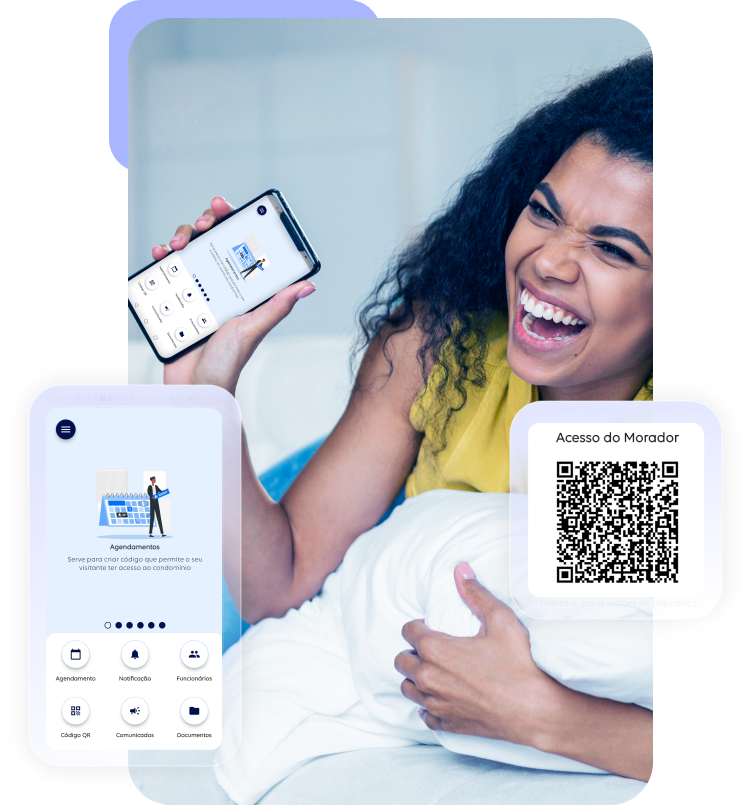 Acesso do Morador
Agendamentos
Serve para criar código que permite o seu
visitante ter acesso ao condomínio
Agendamento
Notificação
Funcionários
Código QR
Comunicados
Documentos